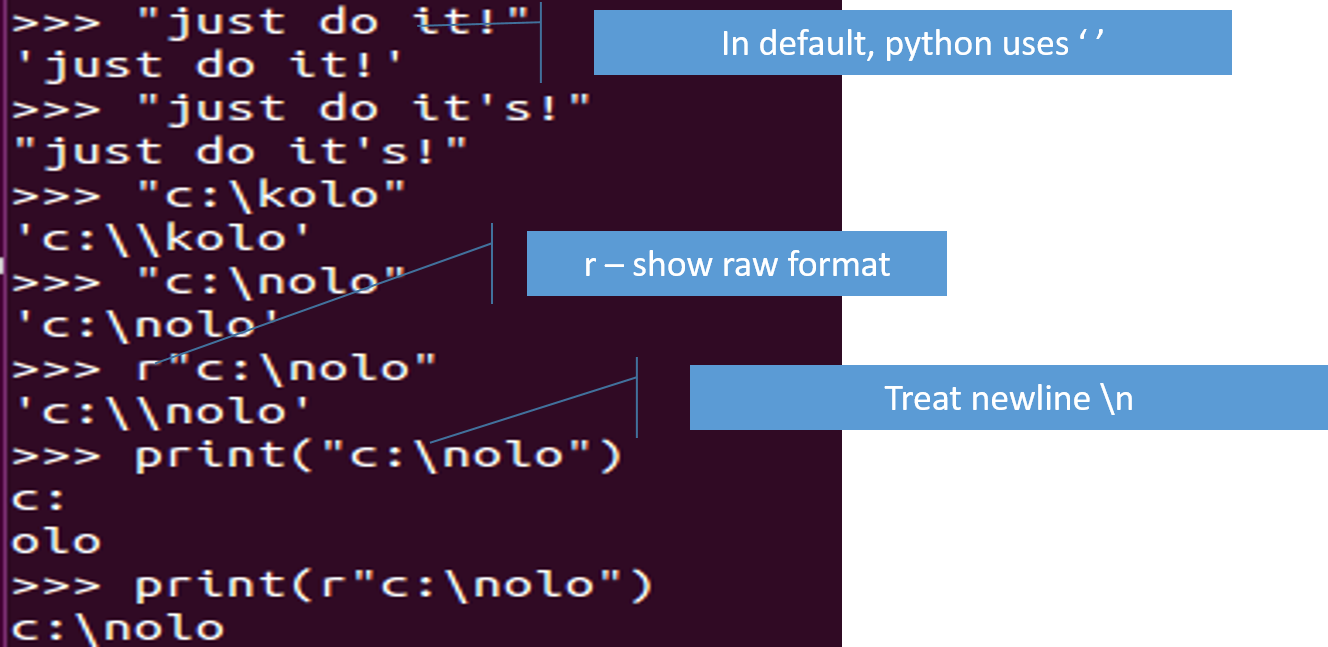 >>> "just do it!"
In default, python uses ‘ ’
'just do it!'
>>> "just do it's!"
"just do it's!"
>>> "c:\kolo"
'c:\\kolo'
r – show raw format
>>> "c:\nolo"
'c:\nolo'
>>> r"c:\nolo"
Treat newline \n
'c:\\nolo'
>>> print("c:\nolo")
c:
olo
>>> print(r"c:\nolo")
c:\nolo